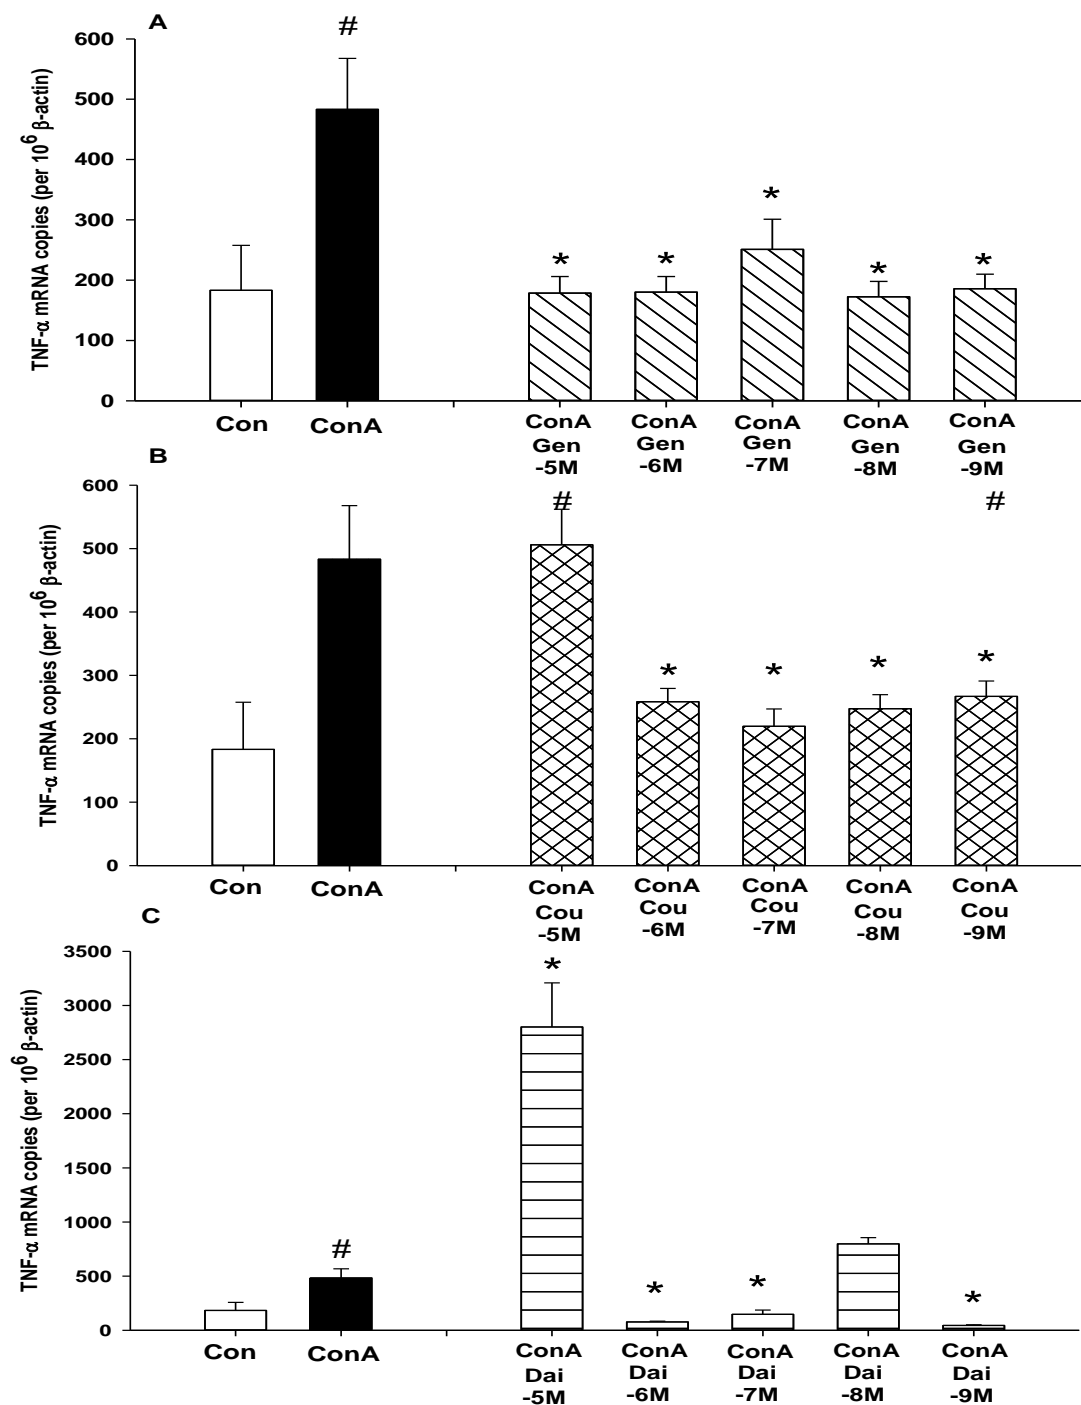 A
#
600
500
400
300
200
100
0
TNF-α mRNA copies (per 10⁶ β-actin)
* * * * *
Con ConA ConA ConA ConA ConA ConA
Gen Gen Gen Gen Gen
-5M -6M -7M -8M -9M
B
600
500
400
300
200
100
0
TNF-α mRNA copies (per 10⁶ β-actin)
# #
* * * *
Con ConA ConA ConA ConA ConA ConA
Cou Cou Cou Cou Cou
-5M -6M -7M -8M -9M
C
3500
3000
2500
2000
1500
1000
500
0
TNF-α mRNA copies (per 10⁶ β-actin)
*
#
* * *
Con ConA ConA ConA ConA ConA ConA
Dai Dai Dai Dai Dai
-5M -6M -7M -8M -9M